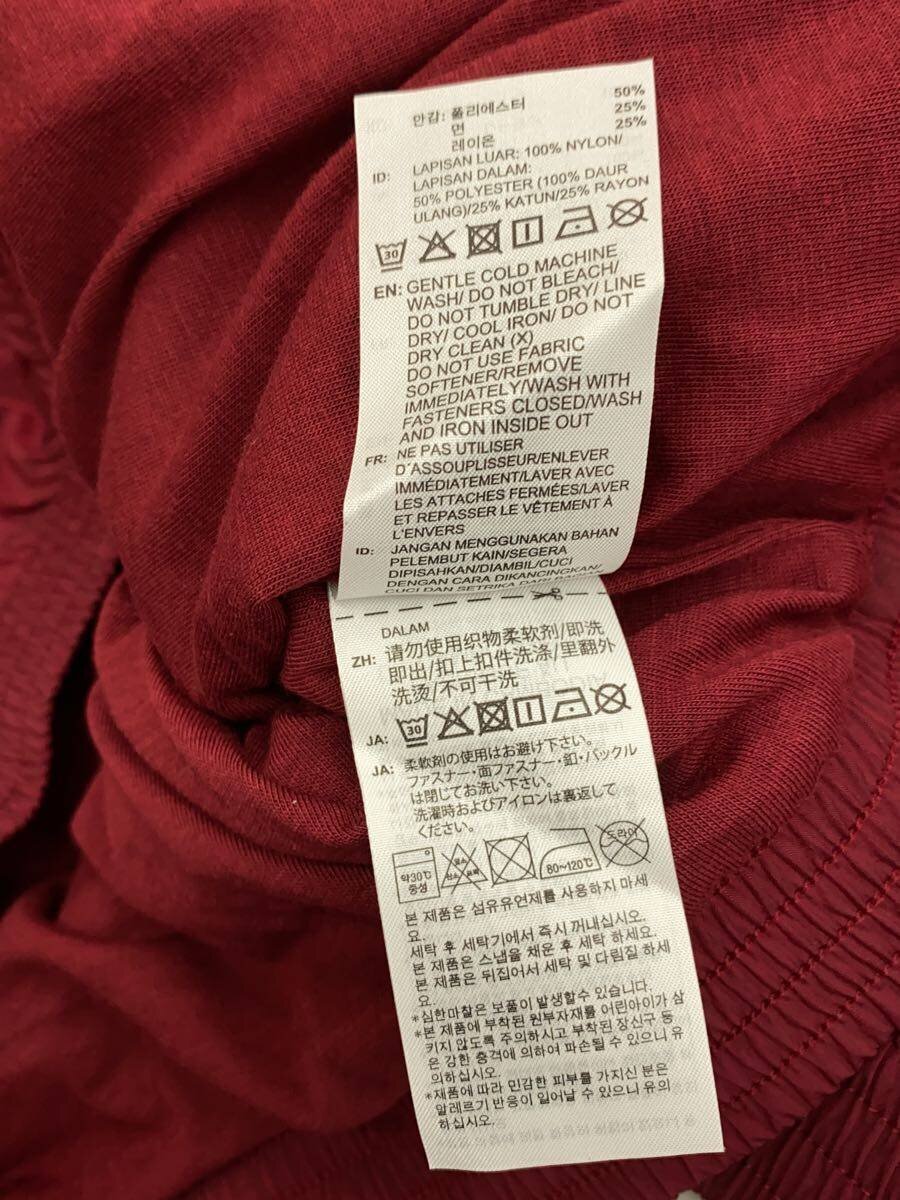 안감: 폴리에스터 50%
면 25%
레이온 25%
ID: LAPISAN LUAR: 100% NYLON/
LAPISAN DALAM:
50% POLYESTER (100% DAUR
ULANG)/25% KATUN/25% RAYON
30
EN: GENTLE COLD MACHINE
WASH/ DO NOT BLEACH/
DO NOT TUMBLE DRY/ LINE
DRY/ COOL IRON/ DO NOT
DRY CLEAN (X)
DO NOT USE FABRIC
SOFTENER/REMOVE
IMMEDIATELY/WASH WITH
FASTENERS CLOSED/WASH
AND IRON INSIDE OUT
FR: NE PAS UTILISER
D'ASSOUPLISSEUR/ENLEVER
IMMÉDIATEMENT/LAVER AVEC
LES ATTACHES FERMÉES/LAVER
ET REPASSER LE VÊTEMENT À
L'ENVERS
ID: JANGAN MENGGUNAKAN BAHAN
PELEMBUT KAIN/SEGERA
DIPISAHKAN/DIAMBIL/CUCI
DENGAN CARA DIKANCINGKAN/
CUCI DAN SETRIKA DARI
DALAM
ZH: 请勿使用织物柔软剂/即洗
即出/扣上扣件洗涤/里翻外
洗烫/不可干洗
JA: 30
JA: 柔軟剤の使用はお避け下さい。
ファスナー・面ファスナー・釦・バックル
は閉じてお洗い下さい。
洗濯時およびアイロンは裏返して
ください。
약30℃ 중성 염소 표백 산소 표백 80~120℃ 드라이
본 제품은 섬유유연제를 사용하지 마세
요.
세탁 후 세탁기에서 즉시 꺼내십시오.
본 제품은 스냅을 채운 후 세탁 하세요.
본 제품은 뒤집어서 세탁 및 다림질 하세
요.
*심한마찰은 보풀이 발생할수 있습니다.
*본 제품에 부착된 원부자재를 어린아이가 삼
키지 않도록 주의하시고 부착된 장신구 등
은 강한 충격에 의하여 파손될 수 있으니 유
의하십시오.
*제품에 따라 민감한 피부를 가지신 분은
알레르기 반응이 일어날 수 있으니 유의
하십시오.